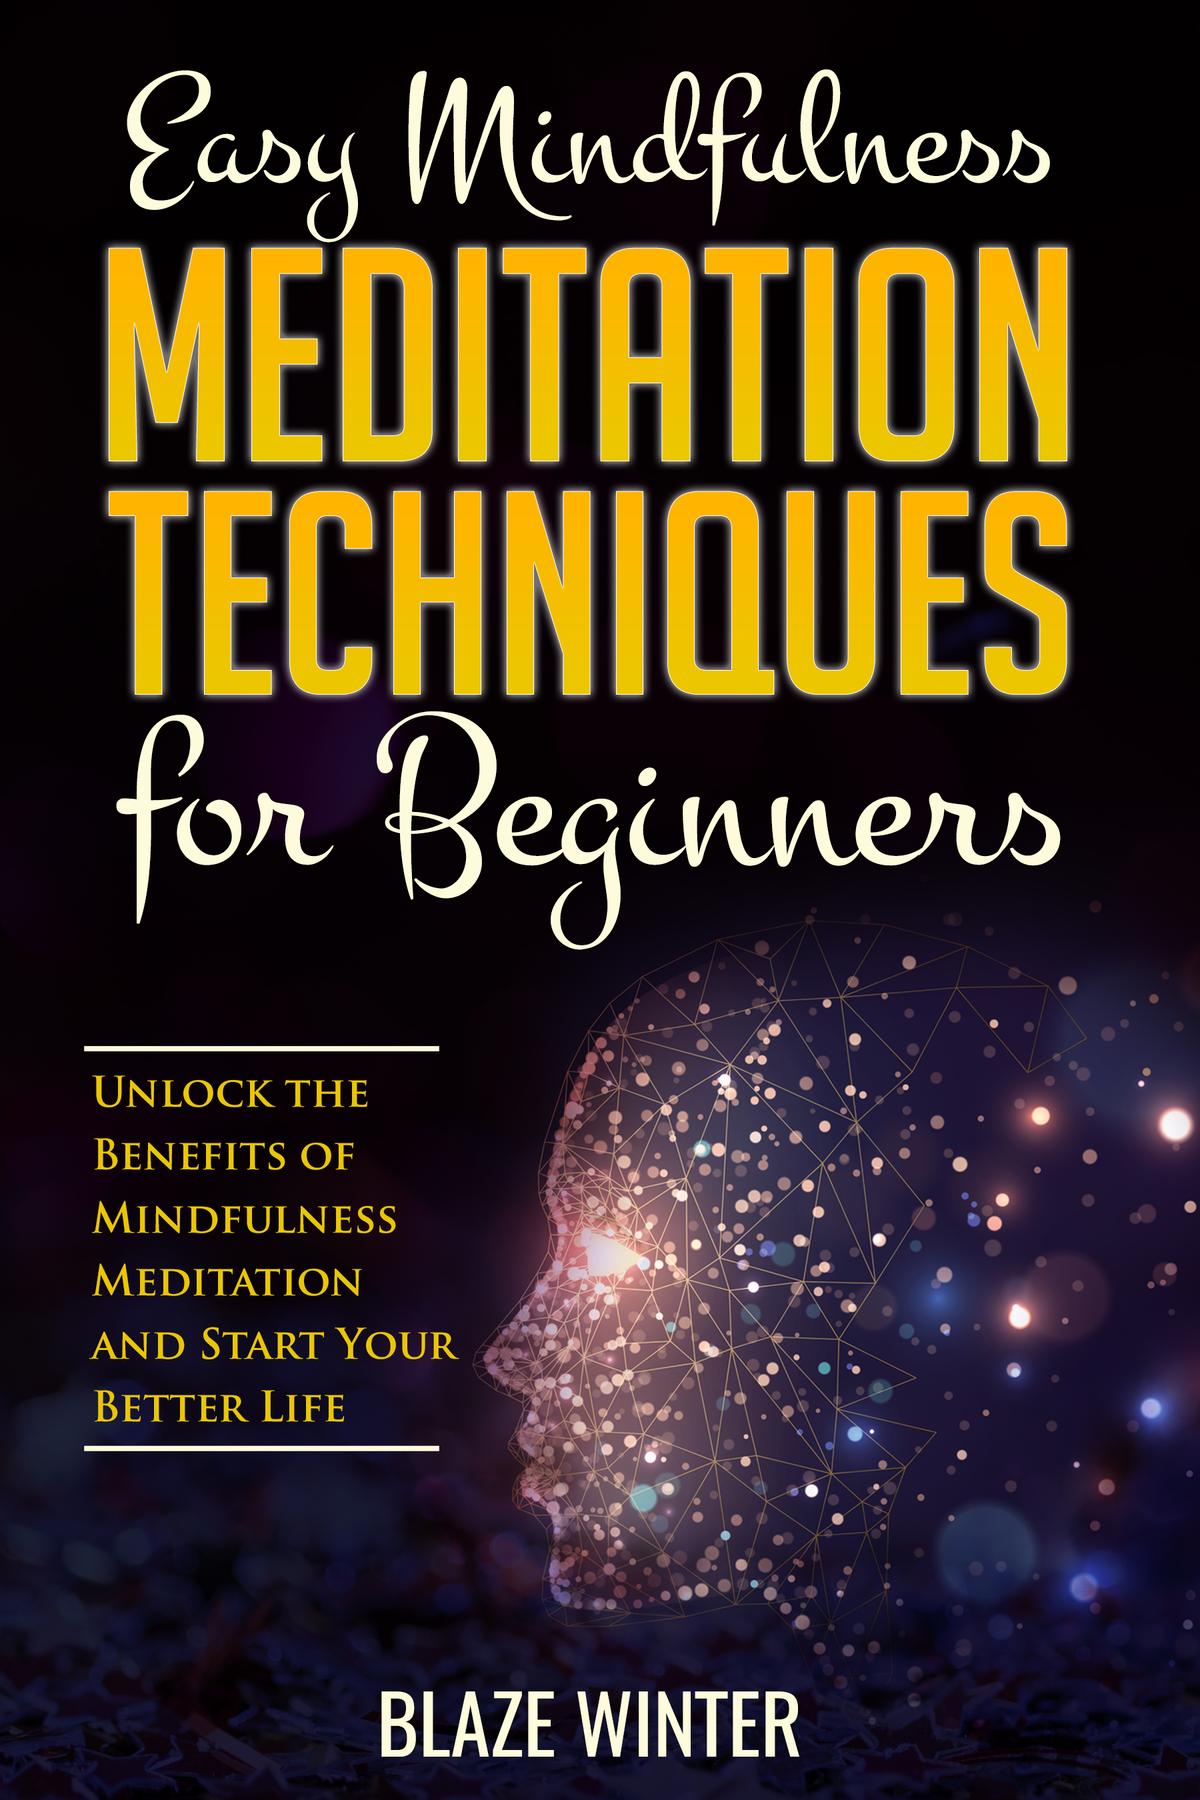 Easy Mindfulness
MEDITATION
TECHNIQUES
for Beginners
UNLOCK THE
BENEFITS OF
MINDFULNESS
MEDITATION
AND START YOUR
BETTER LIFE
BLAZE WINTER